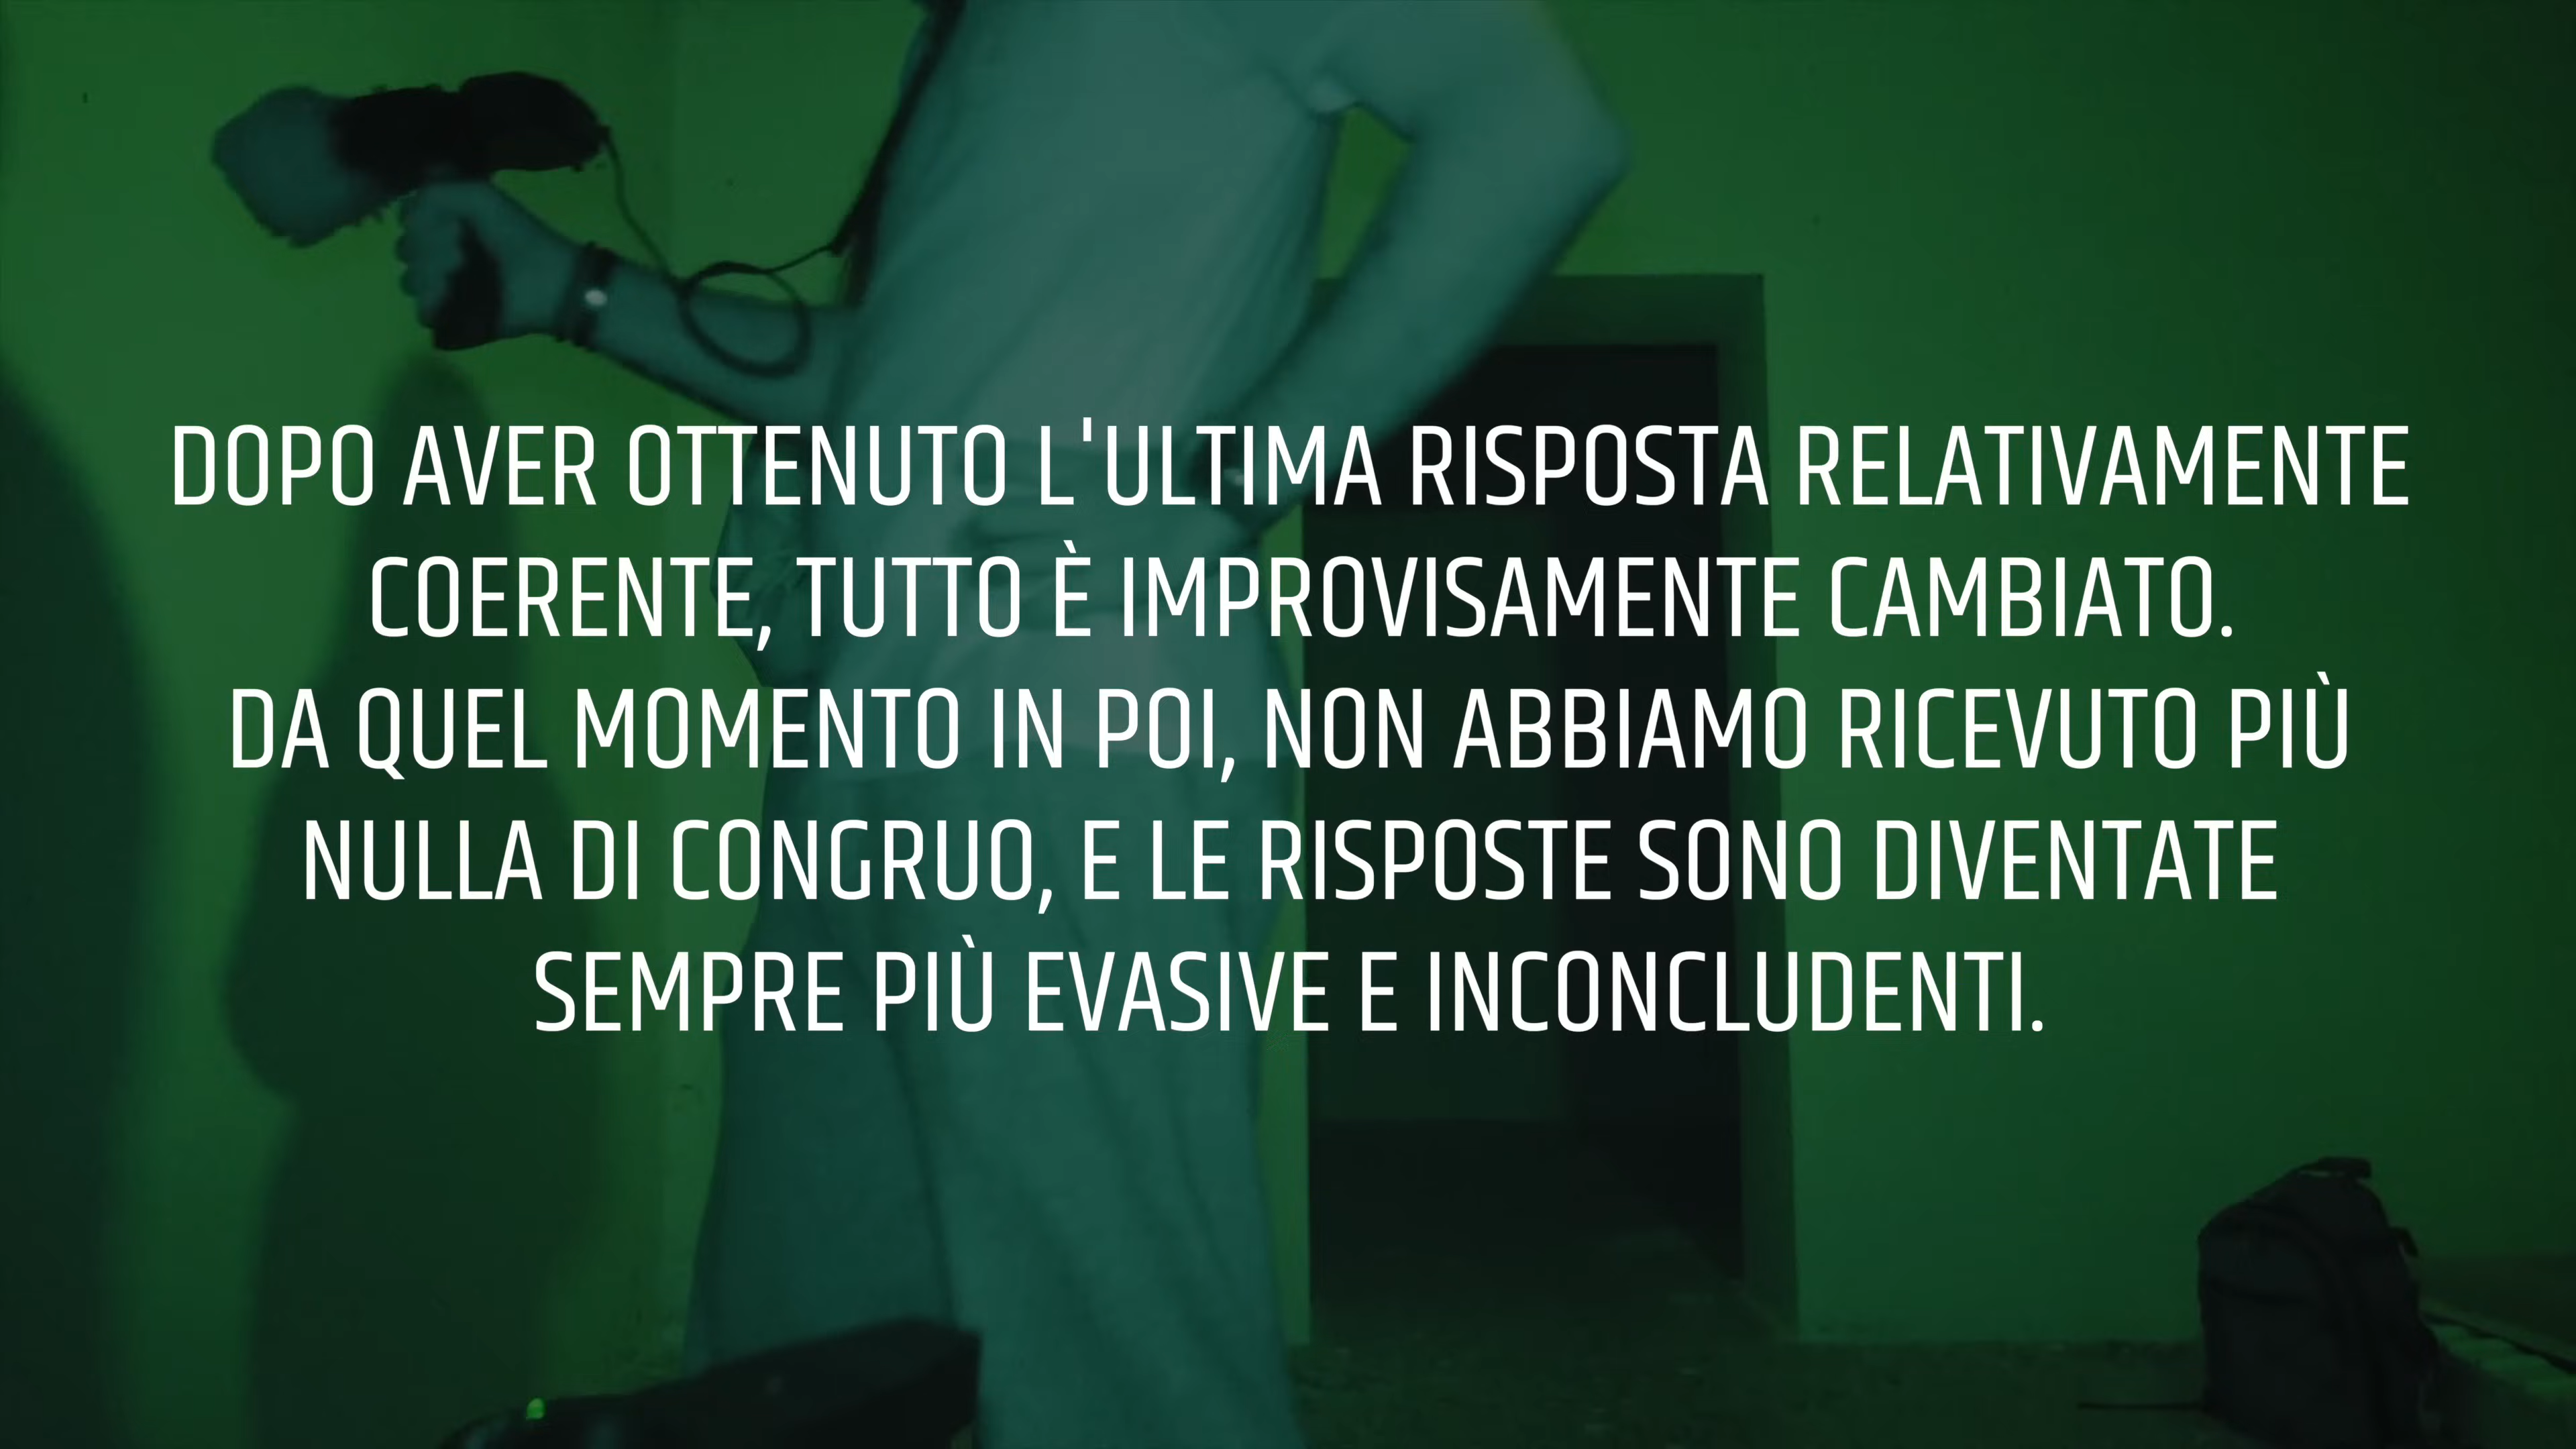 DOPO AVER OTTENUTO L'ULTIMA RISPOSTA RELATIVAMENTE
COERENTE, TUTTO È IMPROVISAMENTE CAMBIATO.
DA QUEL MOMENTO IN POI, NON ABBIAMO RICEVUTO PIÙ
NULLA DI CONGRUO, E LE RISPOSTE SONO DIVENTATE
SEMPRE PIÙ EVASIVE E INCONCLUDENTI.